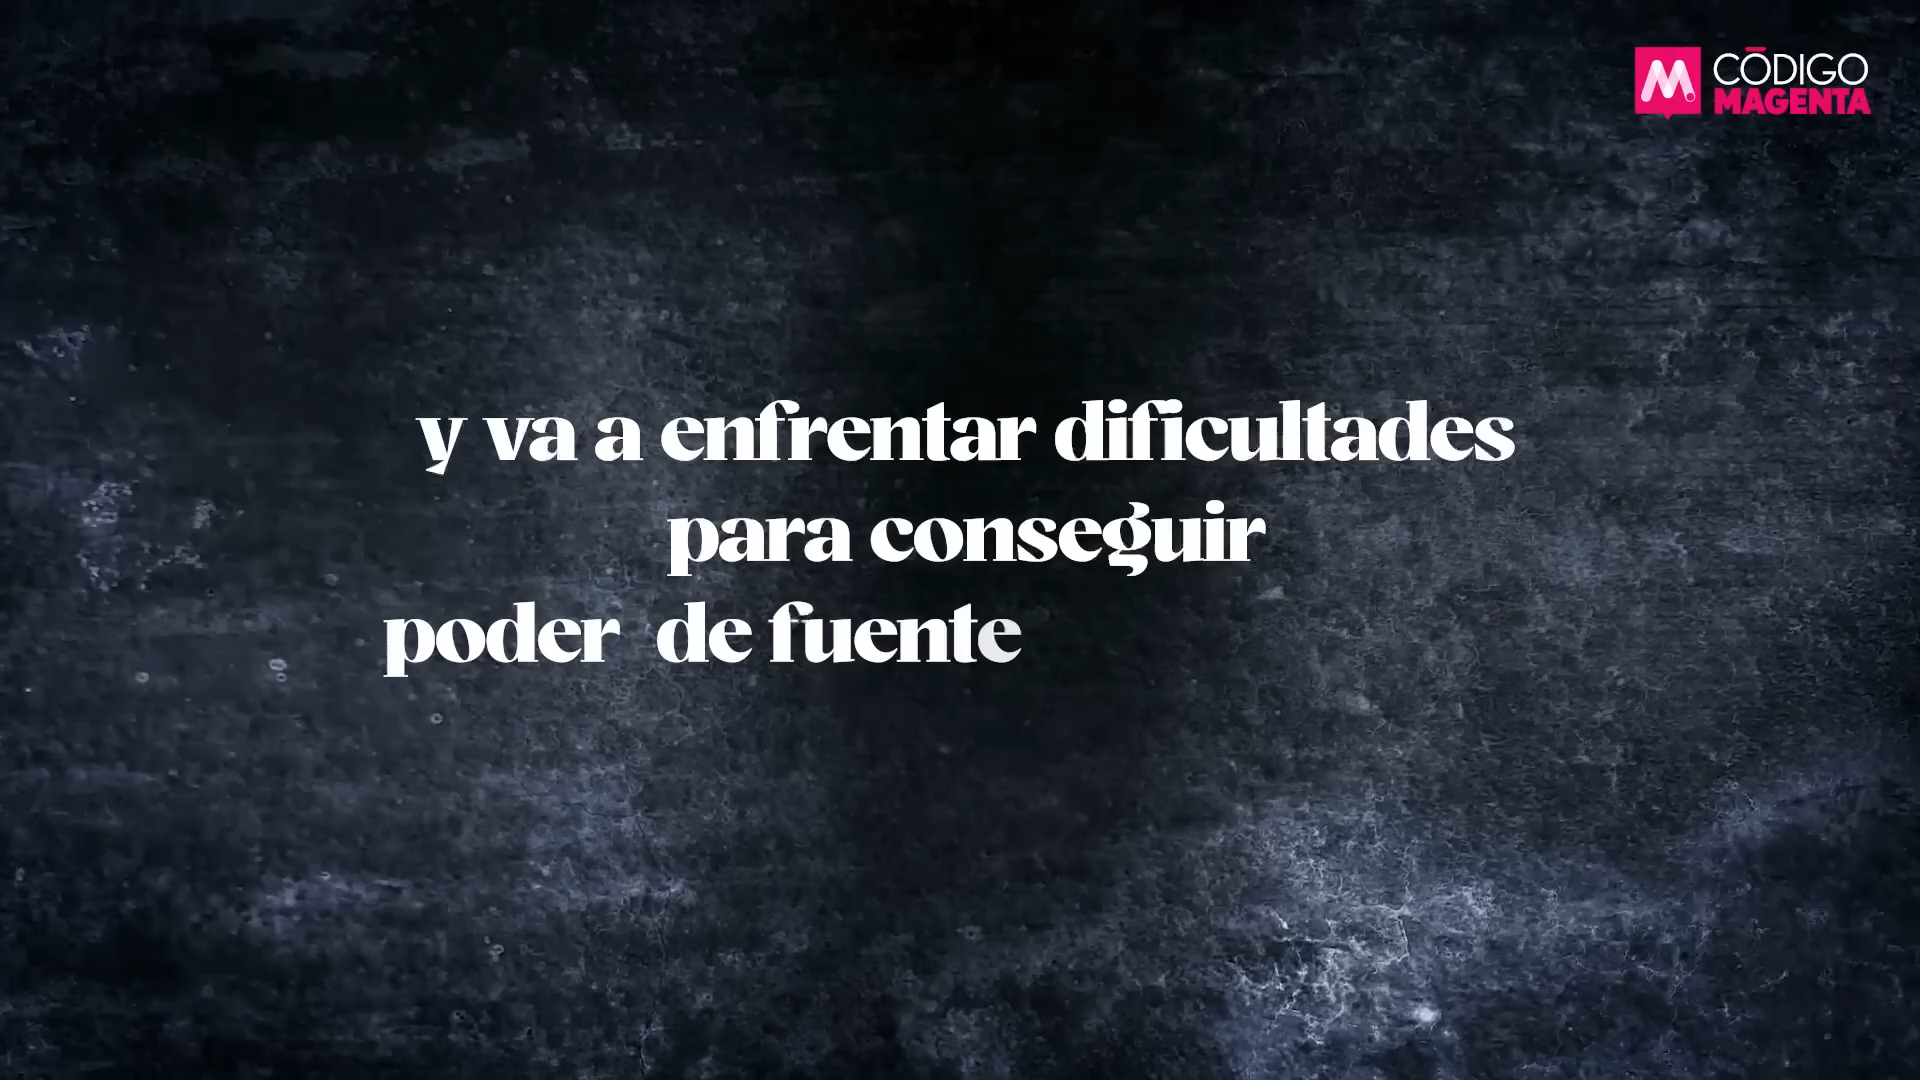 CÓDIGO
MAGENTA
y va a enfrentar dificultades
para conseguir
poder de fuente